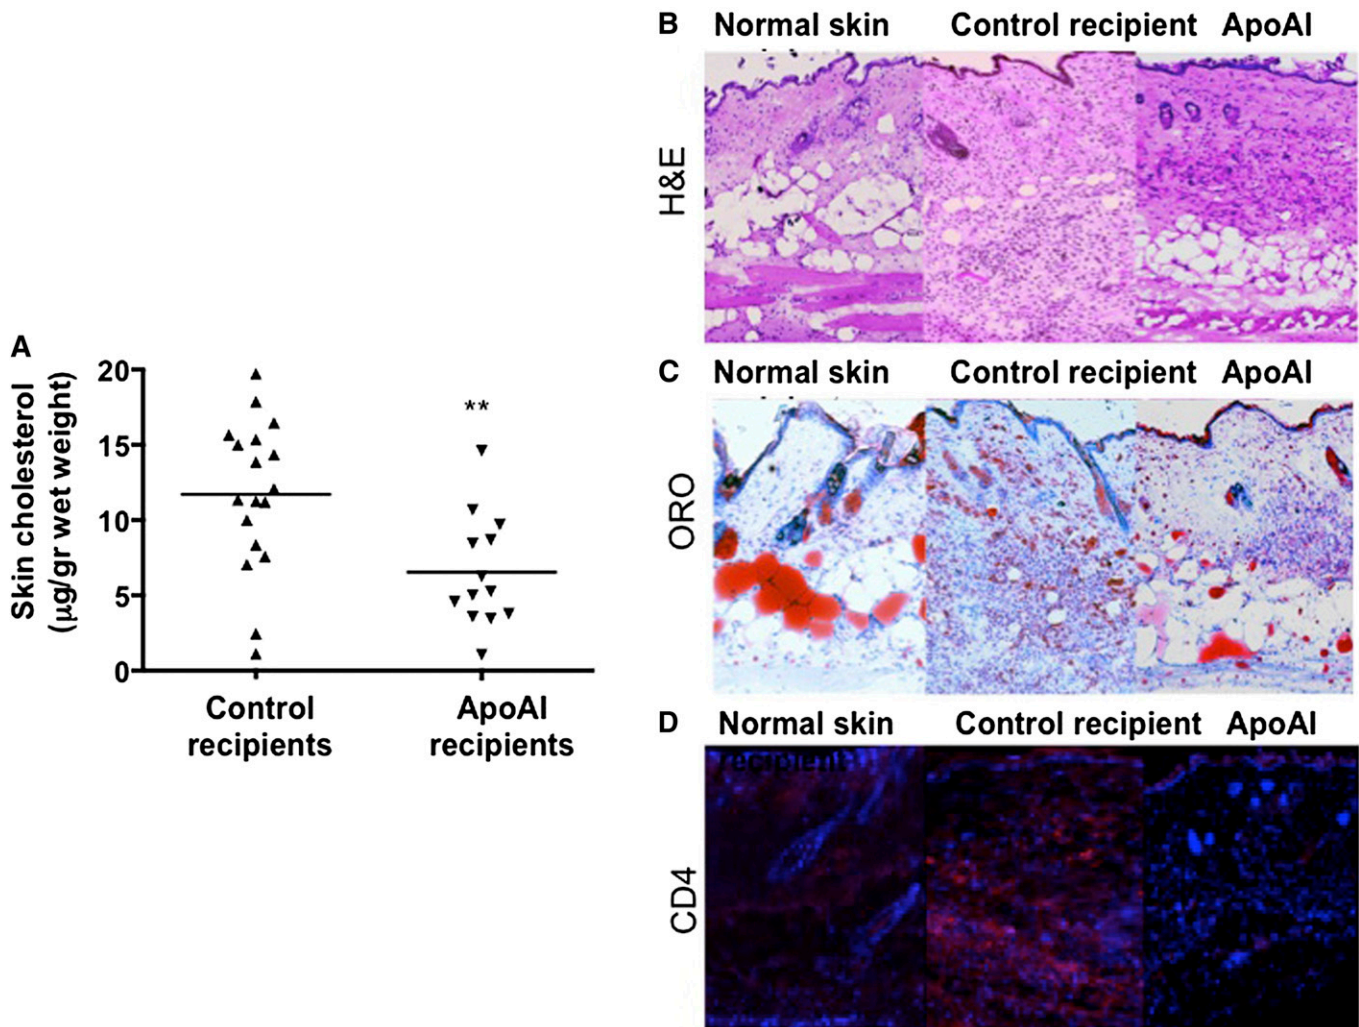 A
Skin cholesterol
(µg/gr wet weight)
20
15
10
5
0
**
Control
recipients
ApoAI
recipients
B
Normal skin
Control recipient
ApoAI
H&E
C
Normal skin
Control recipient
ApoAI
ORO
D
Normal skin
Control recipient
ApoAI
recipient
CD4